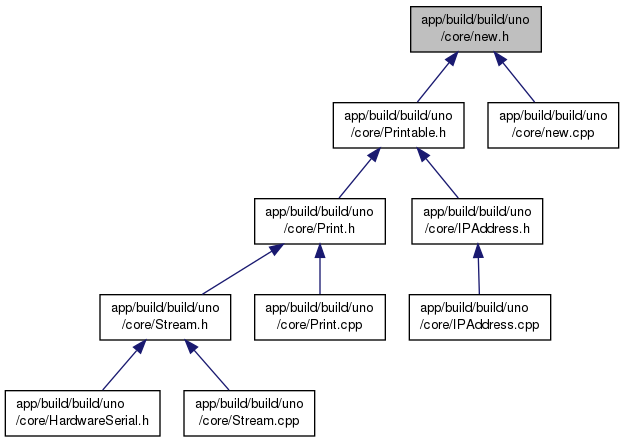 app/build/build/uno
/core/new.h
app/build/build/uno
/core/Printable.h
app/build/build/uno
/core/new.cpp
app/build/build/uno
/core/Print.h
app/build/build/uno
/core/IPAddress.h
app/build/build/uno
/core/Stream.h
app/build/build/uno
/core/Print.cpp
app/build/build/uno
/core/IPAddress.cpp
app/build/build/uno
/core/HardwareSerial.h
app/build/build/uno
/core/Stream.cpp